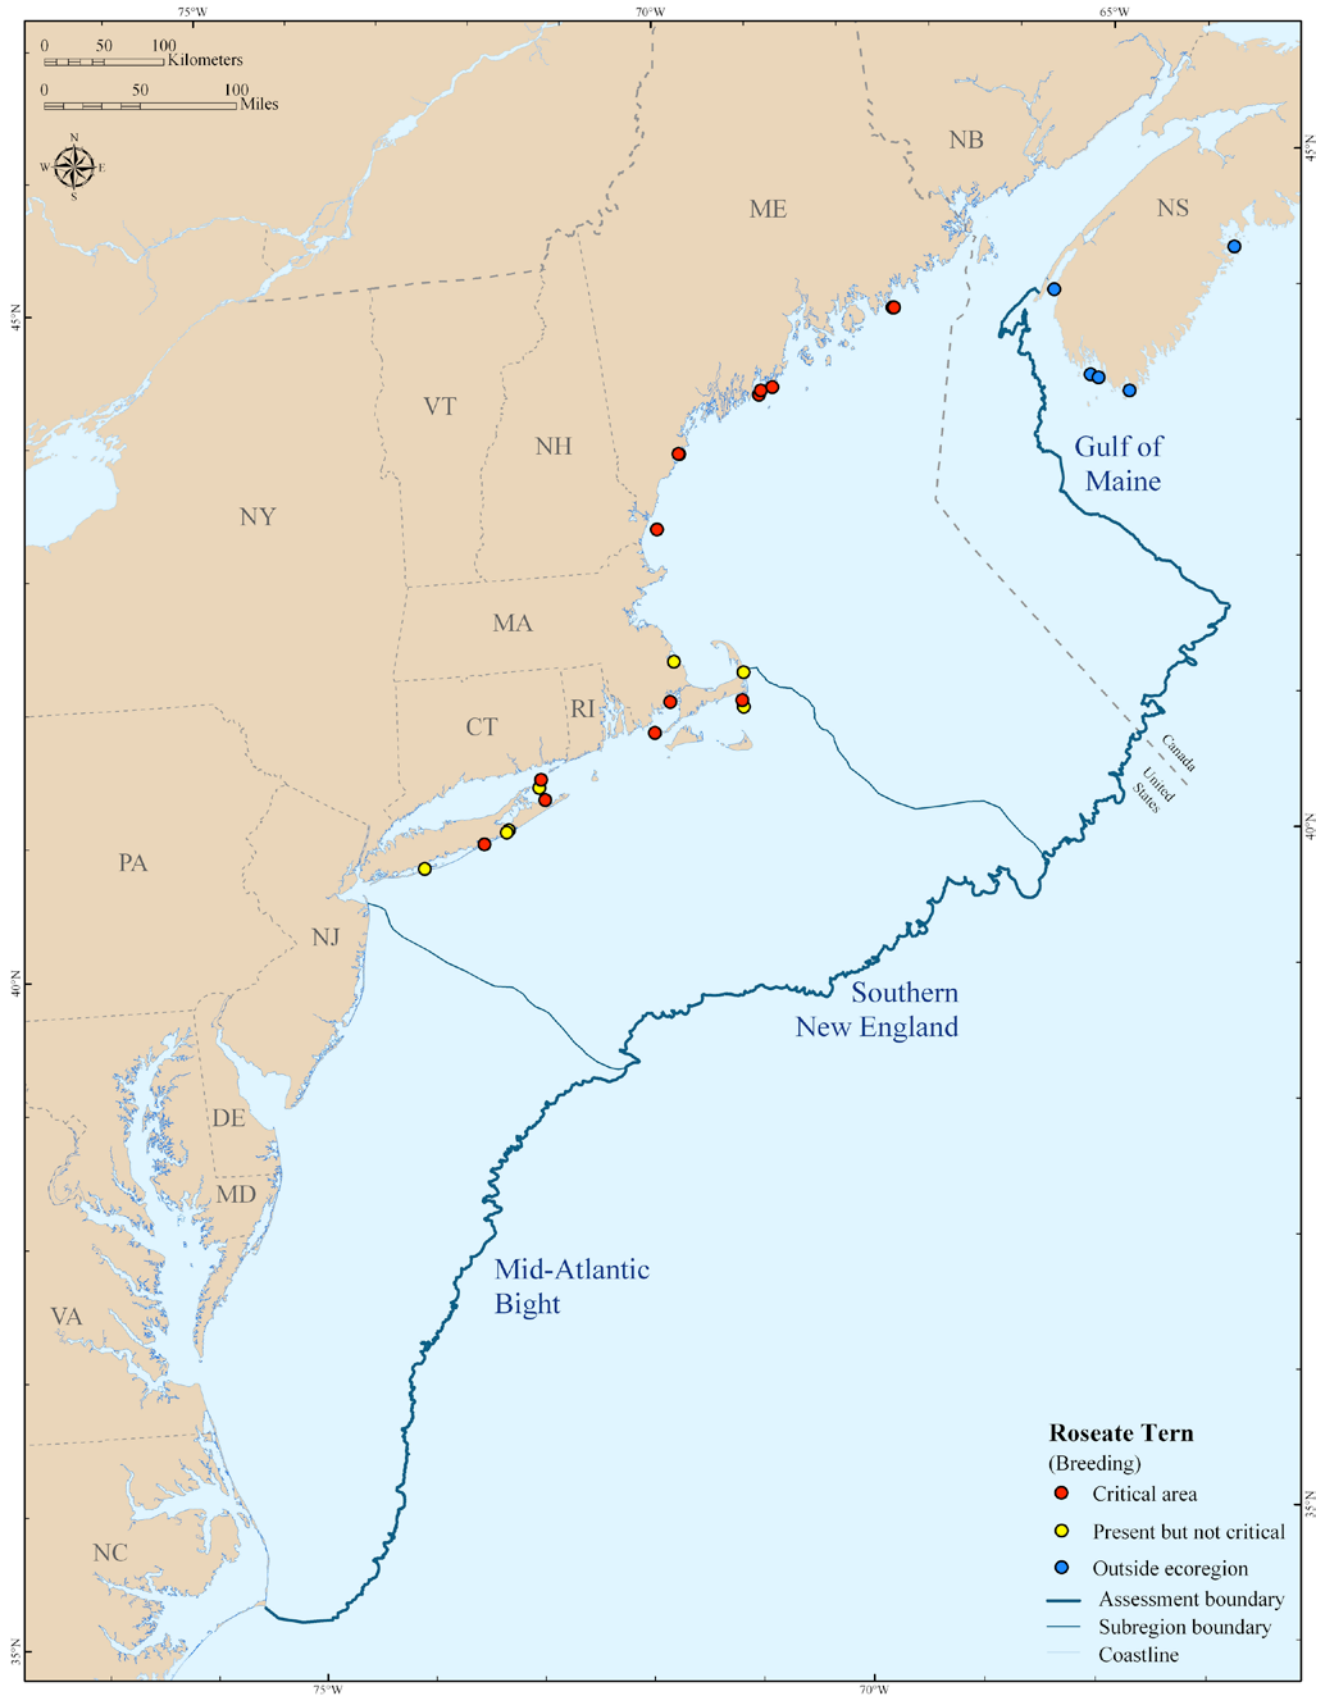 75°W
70°W
65°W
0 50 100
Kilometers
0 50 100
Miles
N
W E
S
NB
45°N
ME
NS
45°N
VT
NH
Gulf of
Maine
NY
MA
CT
RI
Canada
United
States
40°N
PA
NJ
40°N
Southern
New England
DE
MD
Mid-Atlantic
Bight
VA
Roseate Tern
(Breeding)
Critical area
35°N
Present but not critical
NC
Outside ecoregion
Assessment boundary
Subregion boundary
35°N
Coastline
75°W
70°W